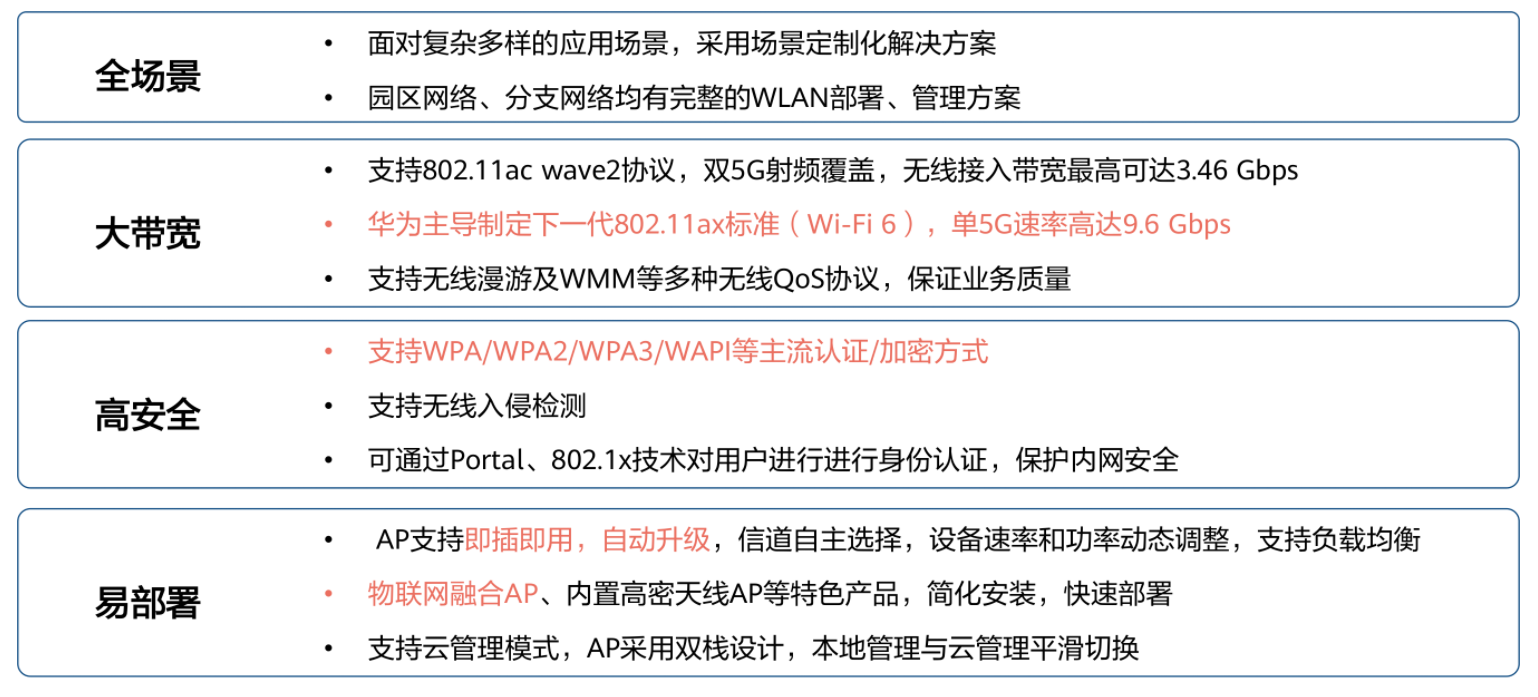 全场景
• 面对复杂多样的应用场景，采用场景定制化解决方案
• 园区网络、分支网络均有完整的WLAN部署、管理方案
大带宽
• 支持802.11ac wave2协议，双5G射频覆盖，无线接入带宽最高可达3.46 Gbps
• 华为主导制定下一代802.11ax标准（Wi-Fi 6），单5G速率高达9.6 Gbps
• 支持无线漫游及WMM等多种无线QoS协议，保证业务质量
高安全
• 支持WPA/WPA2/WPA3/WAPI等主流认证/加密方式
• 支持无线入侵检测
• 可通过Portal、802.1x技术对用户进行进行身份认证，保护内网安全
易部署
• AP支持即插即用，自动升级，信道自主选择，设备速率和功率动态调整，支持负载均衡
• 物联网融合AP、内置高密天线AP等特色产品，简化安装，快速部署
• 支持云管理模式，AP采用双栈设计，本地管理与云管理平滑切换